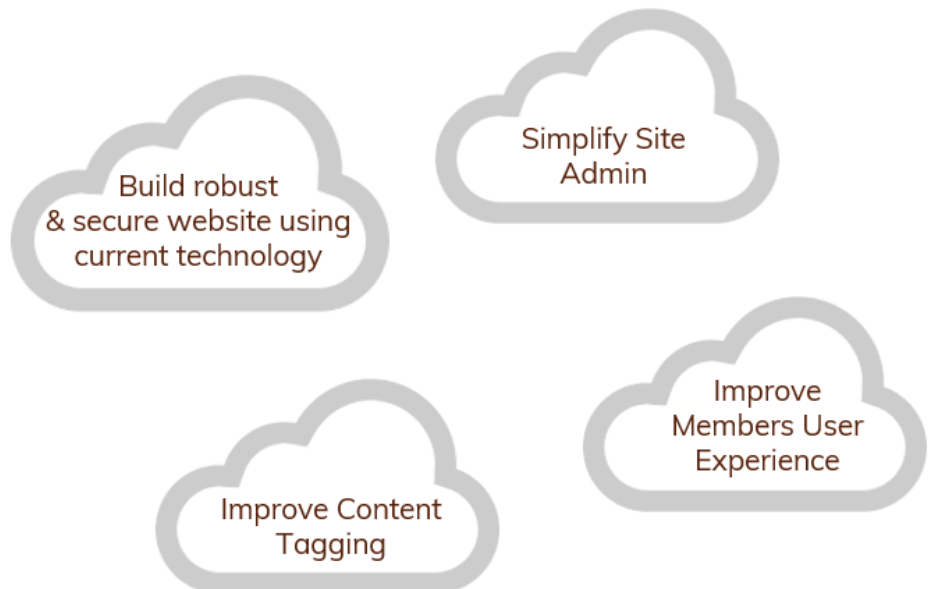 Build robust
& secure website using
current technology
Simplify Site
Admin
Improve Content
Tagging
Improve
Members User
Experience